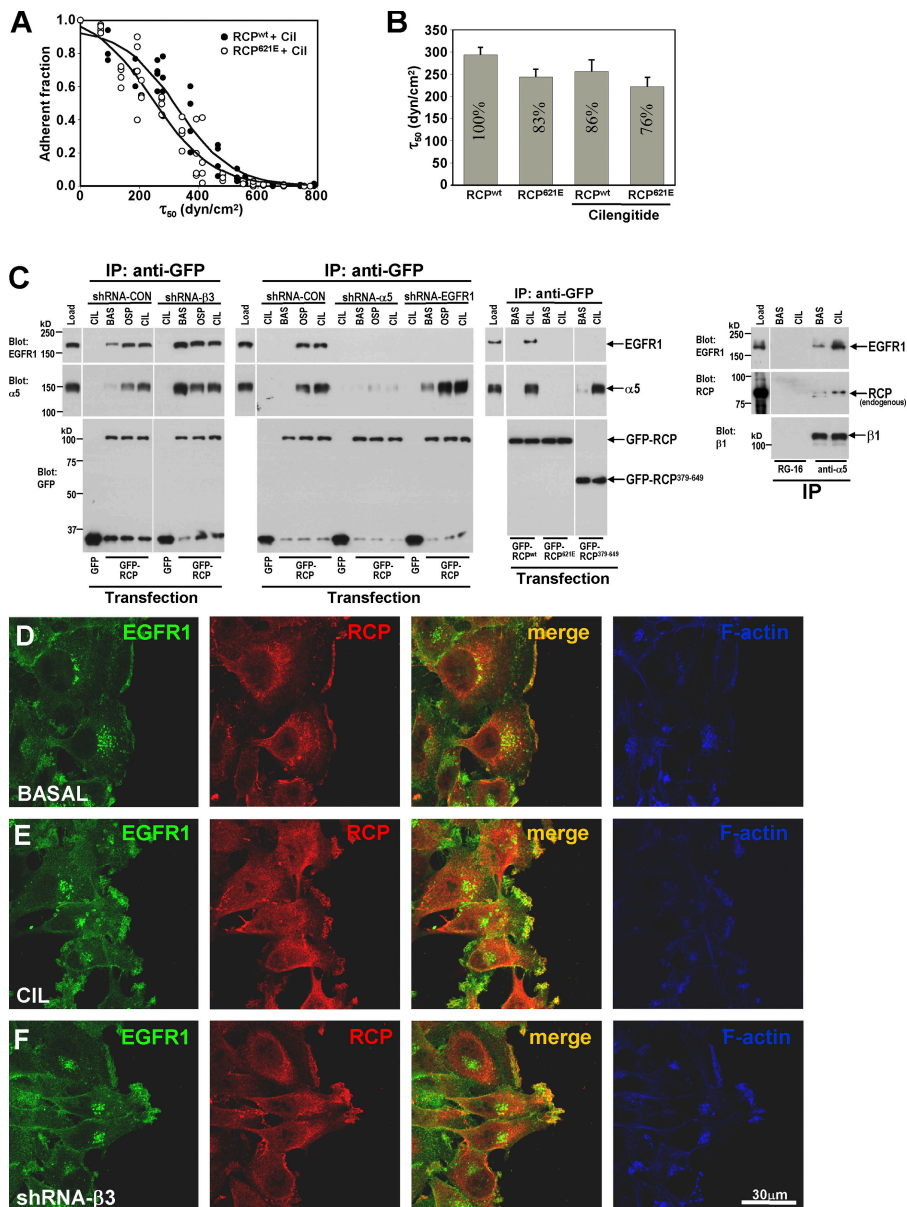 A
Adherent fraction
1.0
0.8
0.6
0.4
0.2
0.0
0 200 400 600 800
τ50 (dyn/cm2)
● RCPwt + Cil
○ RCP621E + Cil
B
τ50 (dyn/cm2)
350
300
250
200
150
100
50
0
100% 83% 86% 76%
RCPwt RCP621E RCPwt RCP621E
Cilengitide
C
IP: anti-GFP
shRNA-CON shRNA-β3
Load CIL BAS OSP CIL CIL BAS OSP CIL
kD
250
150
Blot: EGFR1
Blot: α5
150
100
Blot: GFP
100
75
50
37
GFP GFP-RCP GFP GFP-RCP
Transfection
IP: anti-GFP
shRNA-CON shRNA-α5 shRNA-EGFR1
Load CIL BAS OSP CIL CIL BAS OSP CIL CIL BAS OSP CIL
GFP GFP-RCP GFP GFP-RCP GFP GFP-RCP
Transfection
IP: anti-GFP
Load BAS CIL BAS CIL BAS CIL
EGFR1
α5
GFP-RCP
GFP-RCP379-649
GFP-RCPwt GFP-RCP621E GFP-RCP379-649
Transfection
Load BAS CIL BAS CIL
kD
250
150
Blot: EGFR1
EGFR1
100
75
Blot: RCP
RCP
(endogenous)
Blot: β1
kD
100
β1
RG-16 anti-α5
IP
D
EGFR1 RCP merge F-actin
BASAL
E
EGFR1 RCP merge F-actin
CIL
F
EGFR1 RCP merge F-actin
shRNA-β3
30μm